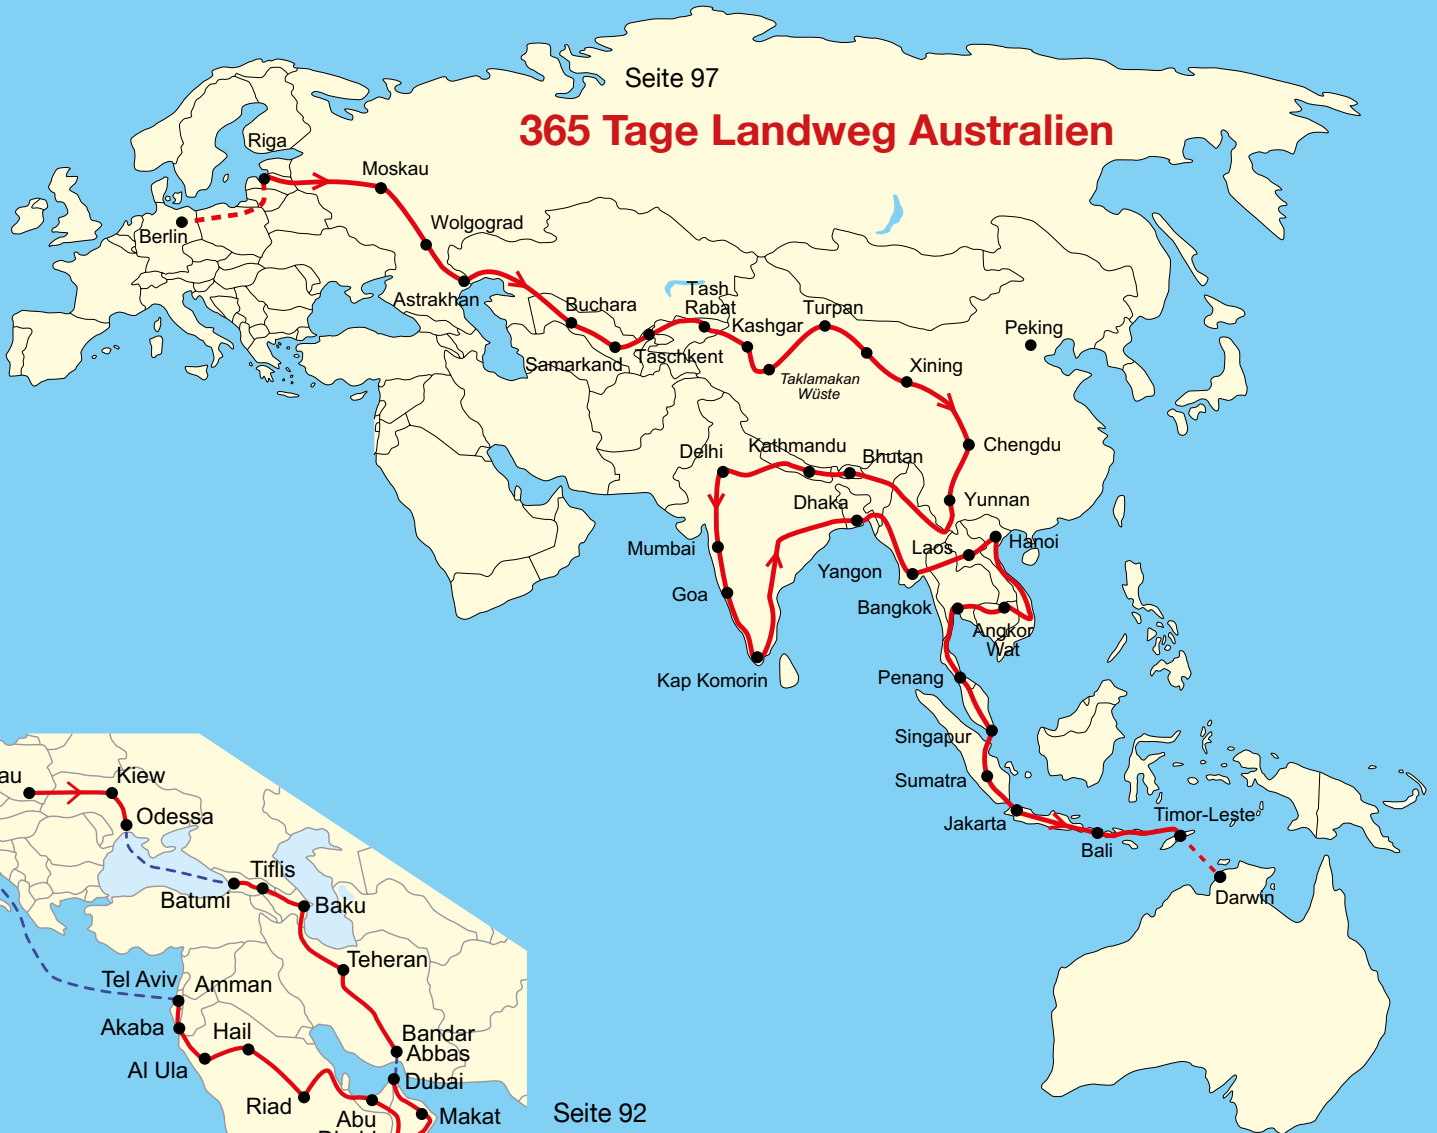 Seite 97
365 Tage Landweg Australien
Riga
Moskau
Berlin
Wolgograd
Astrakhan
Buchara
Samarkand
Taschkent
Tash
Rabat
Kashgar
Turpan
Taklamakan
Wüste
Xining
Peking
Chengdu
Yunnan
Delhi
Kathmandu
Bhutan
Dhaka
Mumbai
Goa
Kap Komorin
Yangon
Laos
Hanoi
Bangkok
Angkor
Wat
Penang
Singapur
Sumatra
Jakarta
Bali
Timor-Leste
Darwin
au
Kiew
Odessa
Tiflis
Batumi
Baku
Teheran
Tel Aviv
Amman
Akaba
Hail
Al Ula
Riad
Bandar
Abbas
Dubai
Abu
Makat
Seite 92